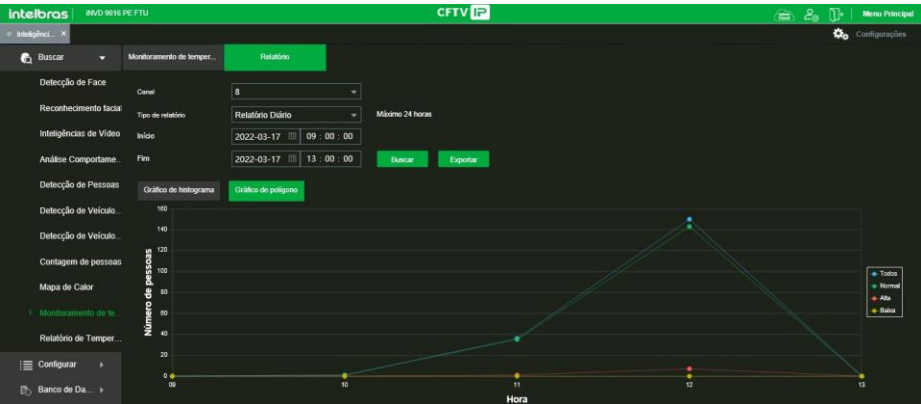 intelbras iNVD 9016 PE FTU CFTV IP Menu Principal
Inteligênci... X Configurações
Buscar Monitoramento de temper... Relatório
Detecção de Face
Canal 8
Reconhecimento facial
Tipo de relatório Relatório Diário Máximo 24 horas
Inteligências de Vídeo
Início 2022-03-17 09 : 00 : 00
Análise Comportame...
Fim 2022-03-17 13 : 00 : 00 Buscar Exportar
Detecção de Pessoas
Gráfico de histograma Gráfico de polígono
Detecção de Veículo...
Detecção de Veículo...
Contagem de pessoas
Mapa de Calor
Monitoramento de te...
Relatório de Temper...
Configurar
Banco de Da...
Número de pessoas
160
140
120
100
80
60
40
20
0
09 10 11 12 13
Hora
Todos
Normal
Alta
Baixa